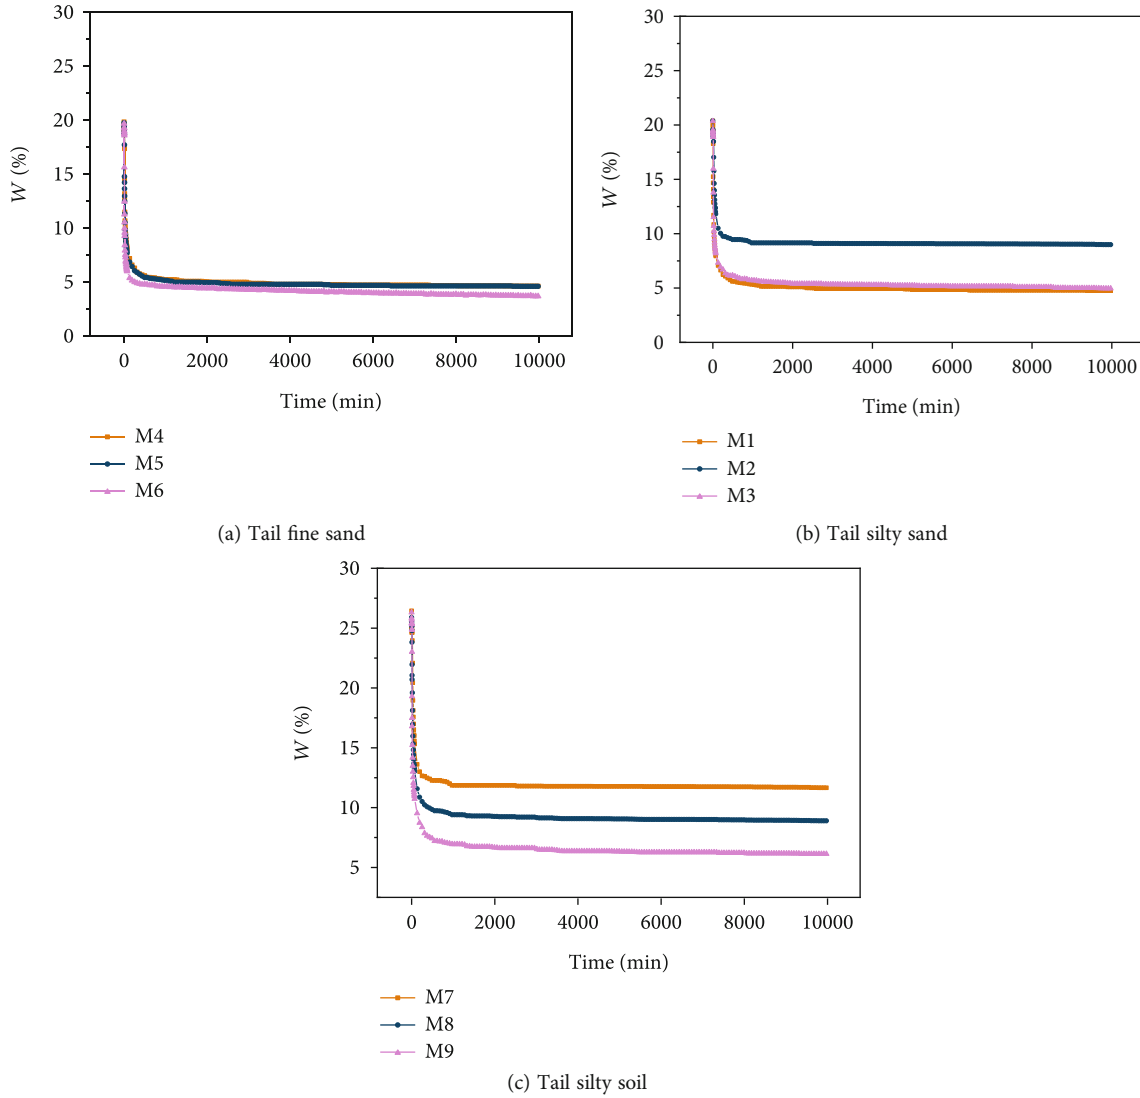 30
25
20
15
10
5
0
W (%)
0 2000 4000 6000 8000 10000
Time (min)
M4
M5
M6
(a) Tail fine sand
30
25
20
15
10
5
0
W (%)
0 2000 4000 6000 8000 10000
Time (min)
M1
M2
M3
(b) Tail silty sand
30
25
20
15
10
5
W (%)
0 2000 4000 6000 8000 10000
Time (min)
M7
M8
M9
(c) Tail silty soil